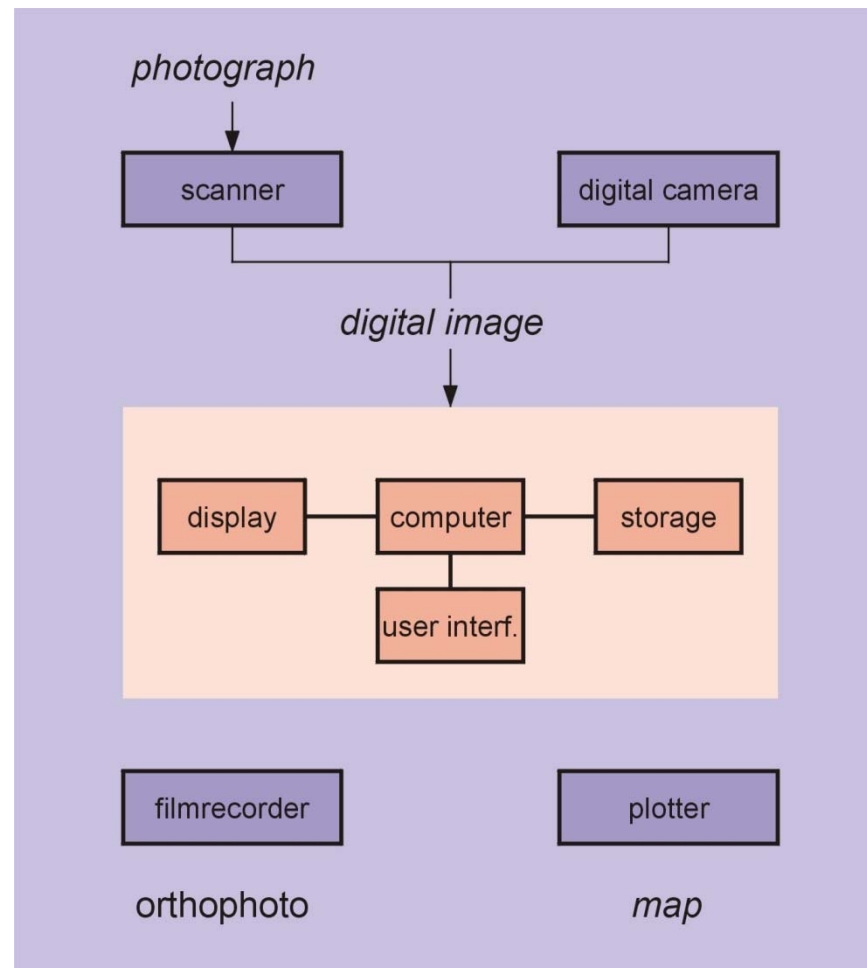 photograph
scanner
digital camera
digital image
display
computer
storage
user interf.
filmrecorder
plotter
orthophoto
map